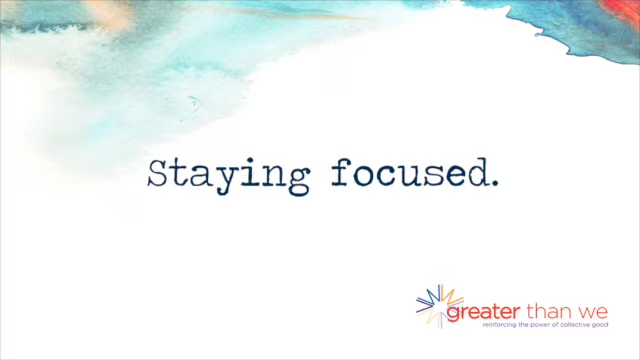 Staying focused.
greater than we
reinforcing the power of collective good